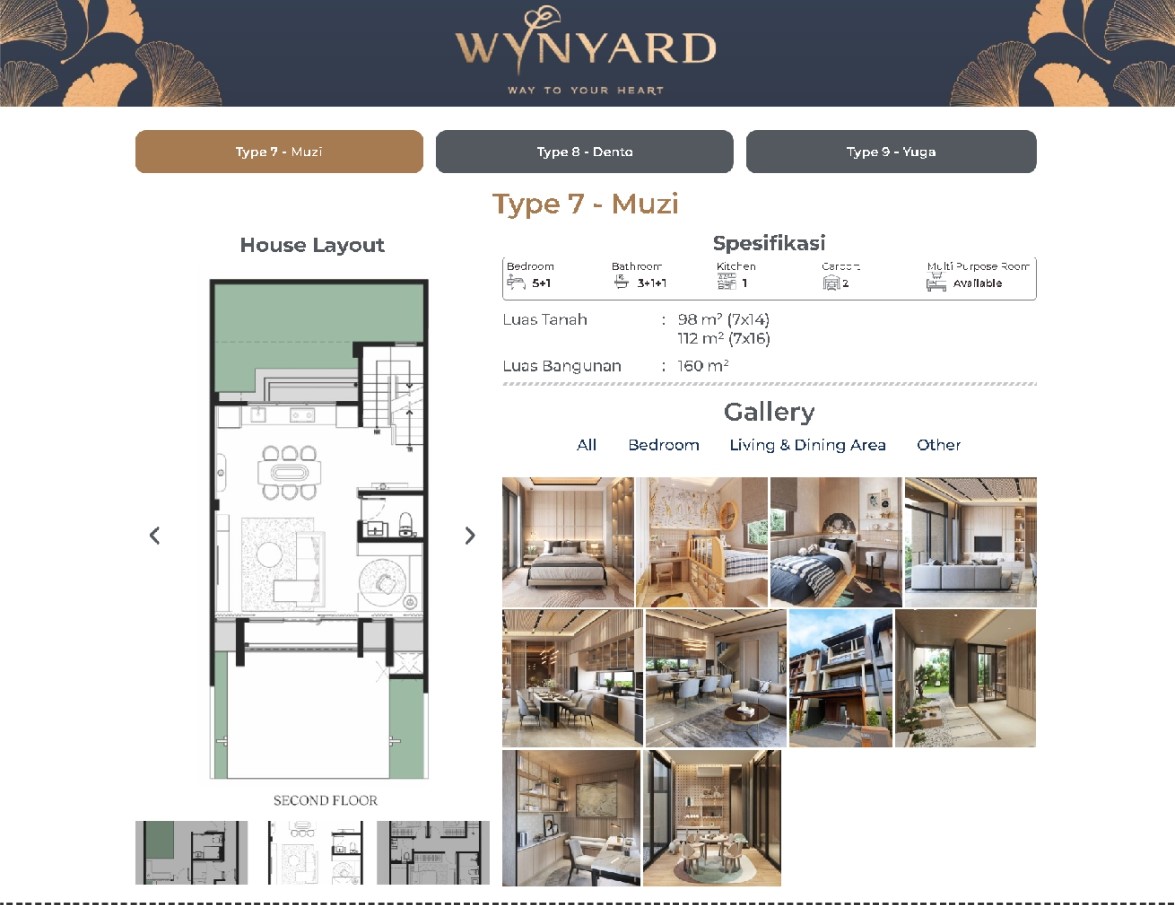 WYNYARD
WAY TO YOUR HEART
Type 7 - Muzi
Type 8 - Dento
Type 9 - Yuga
Type 7 - Muzi
House Layout
SECOND FLOOR
Spesifikasi
Bedroom
5+1
Bathroom
3+1+1
Kitchen
1
Carport
2
Multi Purpose Room
Available
Luas Tanah : 98 m² (7x14)
112 m² (7x16)
Luas Bangunan : 160 m²
Gallery
All Bedroom Living & Dining Area Other